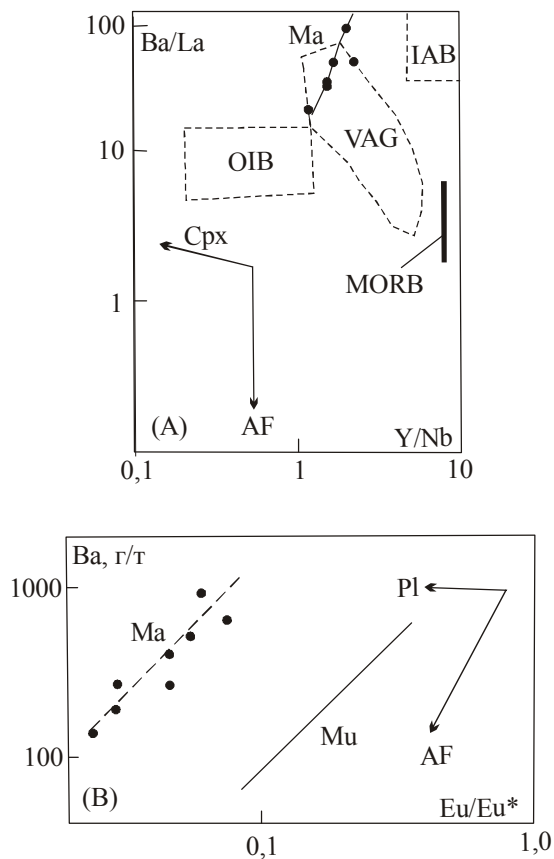 100
Ba/La
Ma
IAB
10
OIB
VAG
Cpx
MORB
1
(A)
AF
Y/Nb
0,1
1
10
Ba, г/т
1000
Pl
Ma
Mu
AF
100
(B)
Eu/Eu*
0,1
1,0